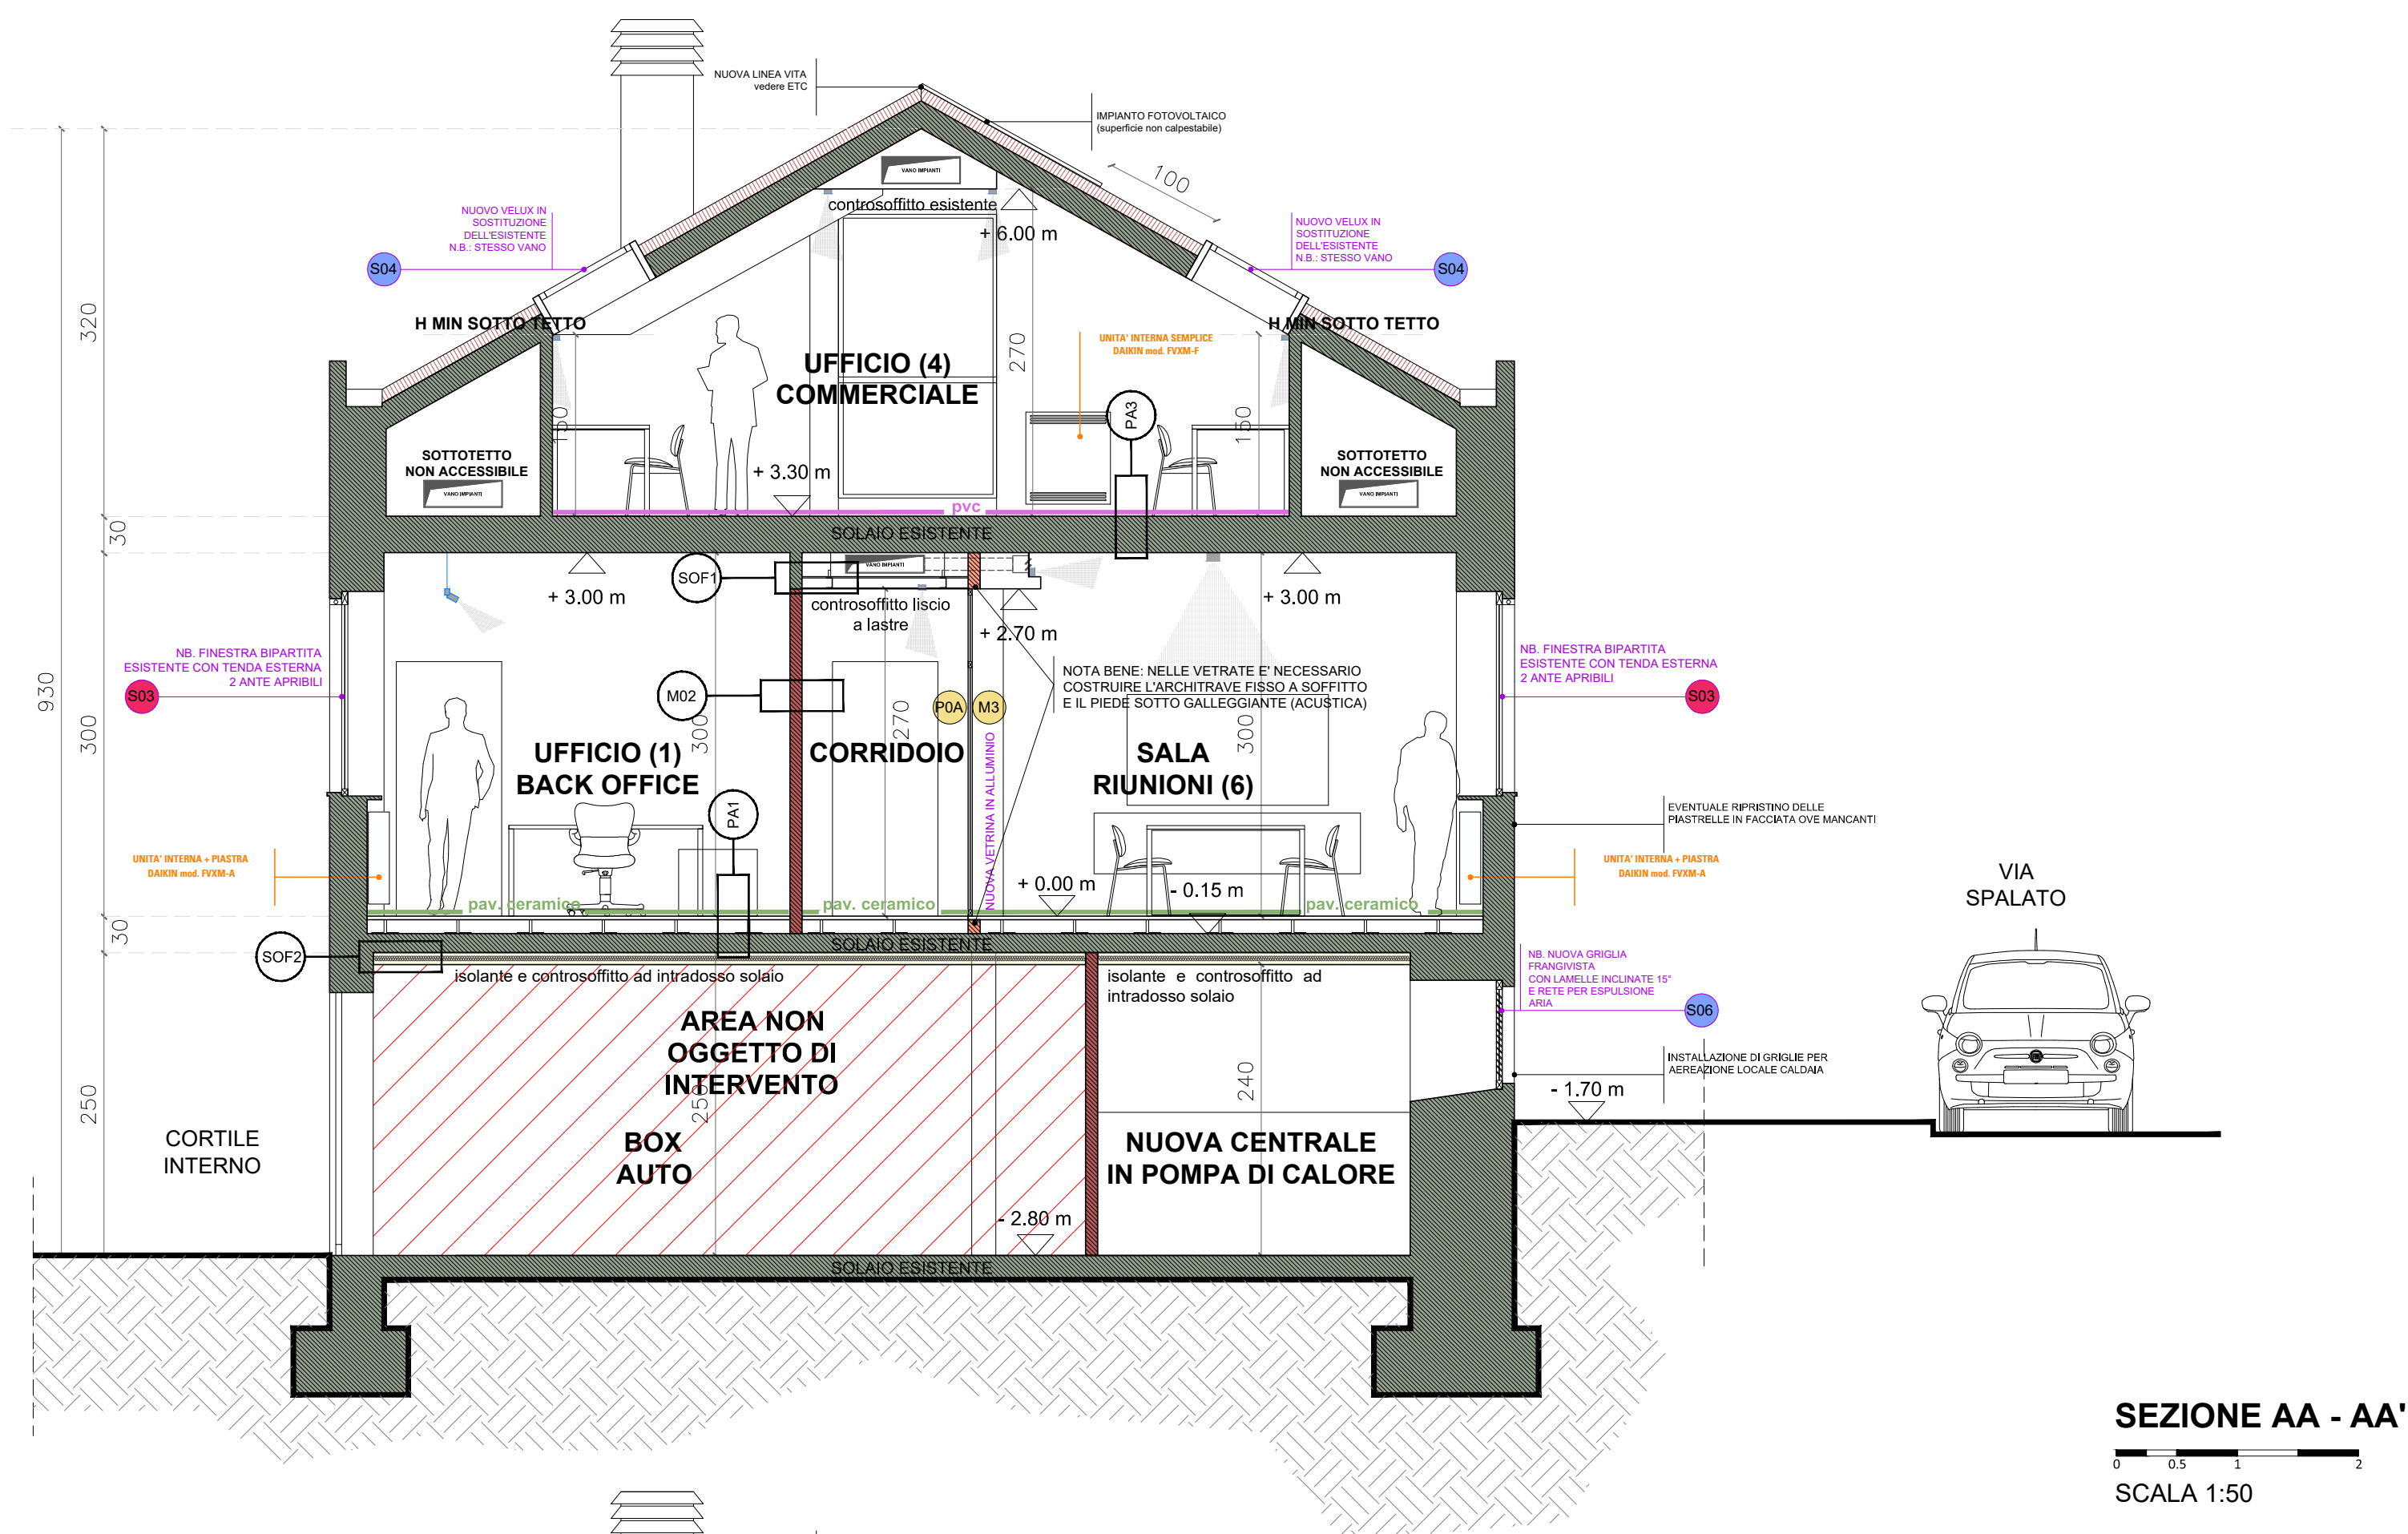 NUOVA LINEA VITA
vedere ETC
IMPIANTO FOTOVOLTAICO
(superficie non calpestabile)
VANO IMPIANTI
100
controsoffitto esistente
+ 6.00 m
NUOVO VELUX IN
SOSTITUZIONE
DELL'ESISTENTE
N.B.: STESSO VANO
S04
NUOVO VELUX IN
SOSTITUZIONE
DELL'ESISTENTE
N.B.: STESSO VANO
S04
320
H MIN SOTTO TETTO
H MIN SOTTO TETTO
UNITA' INTERNA SEMPLICE
DAIKIN mod. FVXM-F
270
UFFICIO (4)
COMMERCIALE
150
PA3
150
SOTTOTETTO
NON ACCESSIBILE
VANO IMPIANTI
+ 3.30 m
SOTTOTETTO
NON ACCESSIBILE
VANO IMPIANTI
pvc
30
SOLAIO ESISTENTE
VANO IMPIANTI
SOF1
+ 3.00 m
controsoffitto liscio
a lastre
+ 3.00 m
+ 2.70 m
NB. FINESTRA BIPARTITA
ESISTENTE CON TENDA ESTERNA
2 ANTE APRIBILI
S03
NOTA BENE: NELLE VETRATE E' NECESSARIO
COSTRUIRE L'ARCHITRAVE FISSO A SOFFITTO
E IL PIEDE SOTTO GALLEGGIANTE (ACUSTICA)
NB. FINESTRA BIPARTITA
ESISTENTE CON TENDA ESTERNA
2 ANTE APRIBILI
S03
930
300
M02
300
270
P0A
M3
300
UFFICIO (1)
BACK OFFICE
CORRIDOIO
SALA
RIUNIONI (6)
NUOVA VETRINA IN ALLUMINIO
PA1
EVENTUALE RIPRISTINO DELLE
PIASTRELLE IN FACCIATA OVE MANCANTI
UNITA' INTERNA + PIASTRA
DAIKIN mod. FVXM-A
UNITA' INTERNA + PIASTRA
DAIKIN mod. FVXM-A
VIA
SPALATO
+ 0.00 m
- 0.15 m
pav. ceramico
pav. ceramico
pav. ceramico
30
SOLAIO ESISTENTE
SOF2
isolante e controsoffitto ad intradosso solaio
isolante e controsoffitto ad
intradosso solaio
NB. NUOVA GRIGLIA
FRANGIVISTA
CON LAMELLE INCLINATE 15°
E RETE PER ESPULSIONE
ARIA
S06
AREA NON
OGGETTO DI
INTERVENTO
INSTALLAZIONE DI GRIGLIE PER
AEREAZIONE LOCALE CALDAIA
250
250
240
- 1.70 m
CORTILE
INTERNO
BOX
AUTO
NUOVA CENTRALE
IN POMPA DI CALORE
- 2.80 m
SOLAIO ESISTENTE
SEZIONE AA - AA'
0 0.5 1 2
SCALA 1:50